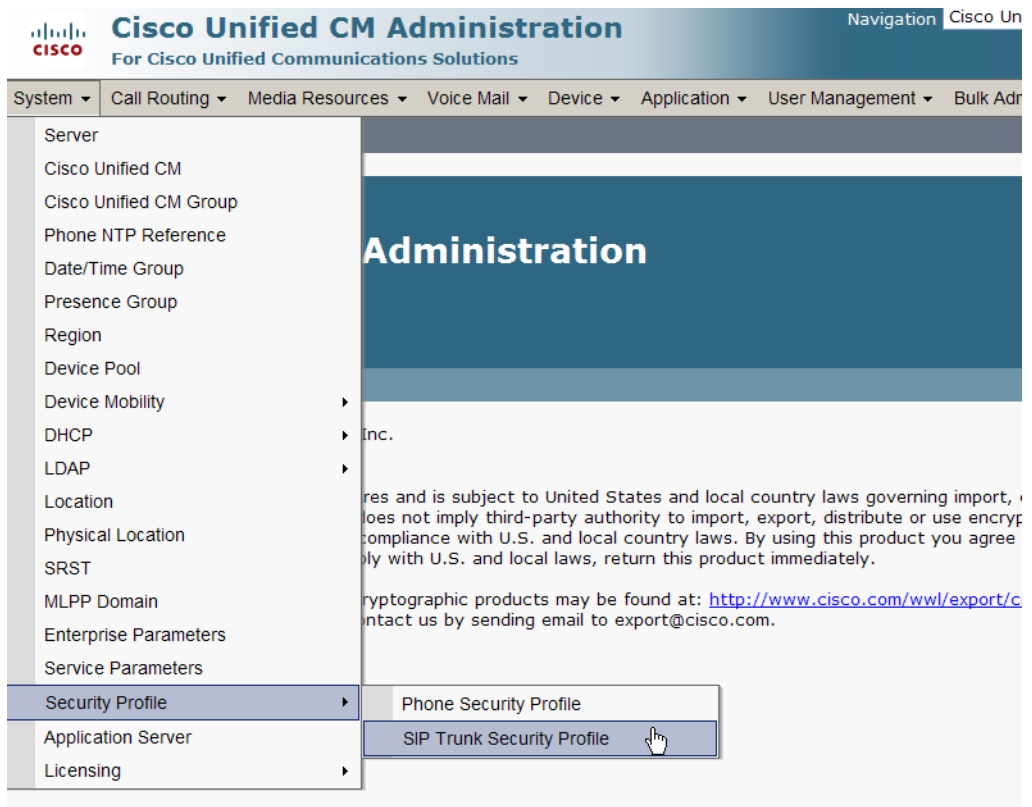 Navigation Cisco Un
CISCO
Cisco Unified CM Administration
For Cisco Unified Communications Solutions
System Call Routing Media Resources Voice Mail Device Application User Management Bulk Adm
Server
Cisco Unified CM
Cisco Unified CM Group
Phone NTP Reference
Date/Time Group
Presence Group
Region
Device Pool
Device Mobility
DHCP
LDAP
Location
Physical Location
SRST
MLPP Domain
Enterprise Parameters
Service Parameters
Security Profile
Application Server
Licensing
Phone Security Profile
SIP Trunk Security Profile
Administration
Inc.
res and is subject to United States and local country laws governing import,
does not imply third-party authority to import, export, distribute or use encryp
compliance with U.S. and local country laws. By using this product you agree
ply with U.S. and local laws, return this product immediately.
ryptographic products may be found at: http://www.cisco.com/wwl/export/c
ontact us by sending email to export@cisco.com.